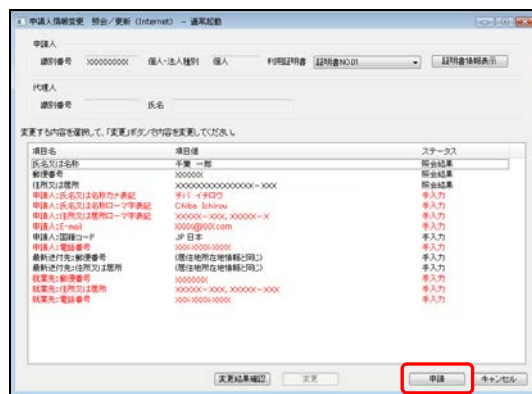 申請人情報変更 照会/更新 (Internet) － 通常起動
申請人
識別番号 XXXXXXXXX 個人・法人種別 個人 利用証明書 証明書NO.01 証明書情報表示
代理人
識別番号 氏名
変更する内容を選択して、「変更」ボタンで内容を変更してください。
項目名 項目値 ステータス
氏名又は名称 千葉 一郎 照会結果
郵便番号 XXXXXXX 照会結果
住所又は居所 XXXXXXXXXXXXXXXX－XXX 照会結果
申請人:氏名又は名称カナ表記 チバ イチロウ 手入力
申請人:氏名又は名称ローマ字表記 Chiba Ichirou 手入力
申請人:住所又は居所ローマ字表記 XXXXX－XXX, XXXXX－X 手入力
申請人:E-mail XXXX@XXX.com 手入力
申請人:国籍コード JP 日本 手入力
申請人:電話番号 XXX-XXXX-XXXX 手入力
最新送付先:郵便番号 (居住地所在地情報と同じ) 手入力
最新送付先:住所又は居所 (居住地所在地情報と同じ) 手入力
就業先:郵便番号 XXXXXXX 手入力
就業先:住所又は居所 XXXXX－XXX, XXXXX－XXX 手入力
就業先:電話番号 XXX-XXXX-XXXX 手入力
変更結果確認 変更 申請 キャンセル